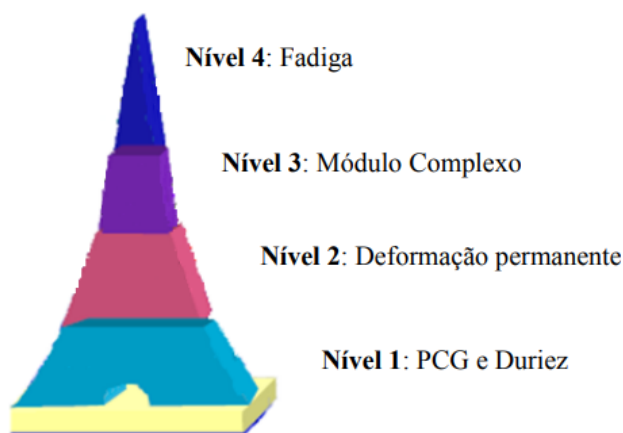 Nível 4: Fadiga
Nível 3: Módulo Complexo
Nível 2: Deformação permanente
Nível 1: PCG e Duriez